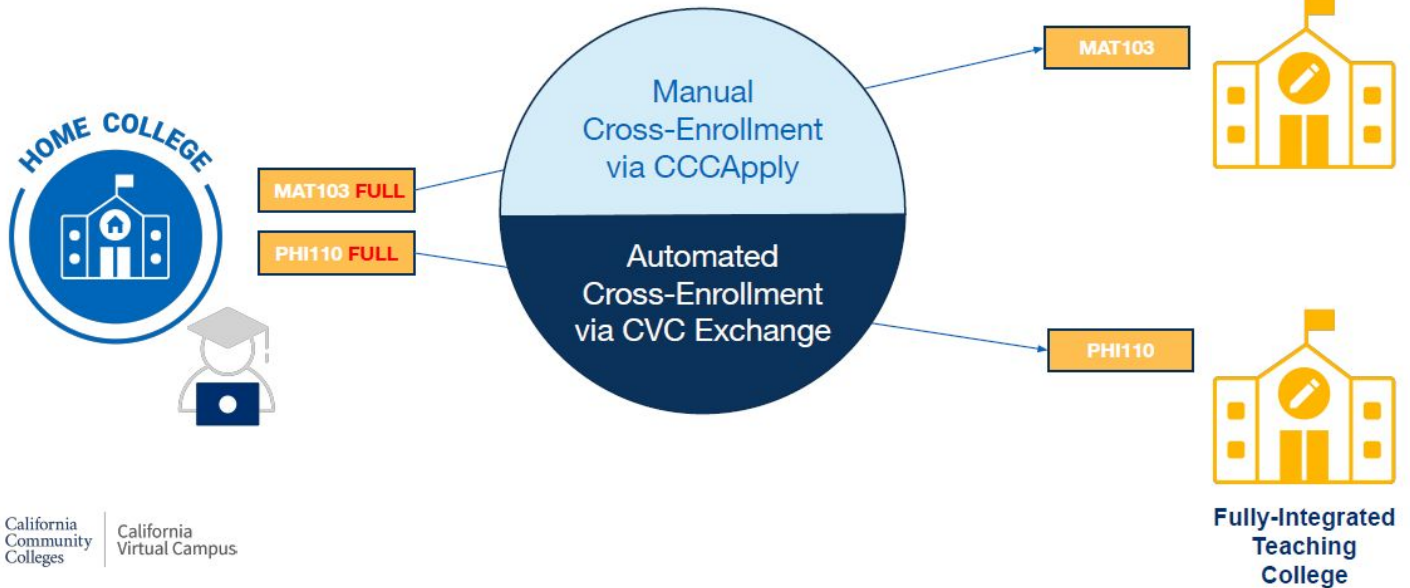 HOME COLLEGE
MAT103 FULL
PHI110 FULL
Manual
Cross-Enrollment
via CCCApply
Automated
Cross-Enrollment
via CVC Exchange
MAT103
PHI110
Fully-Integrated
Teaching
College
California
Community
Colleges
California
Virtual Campus